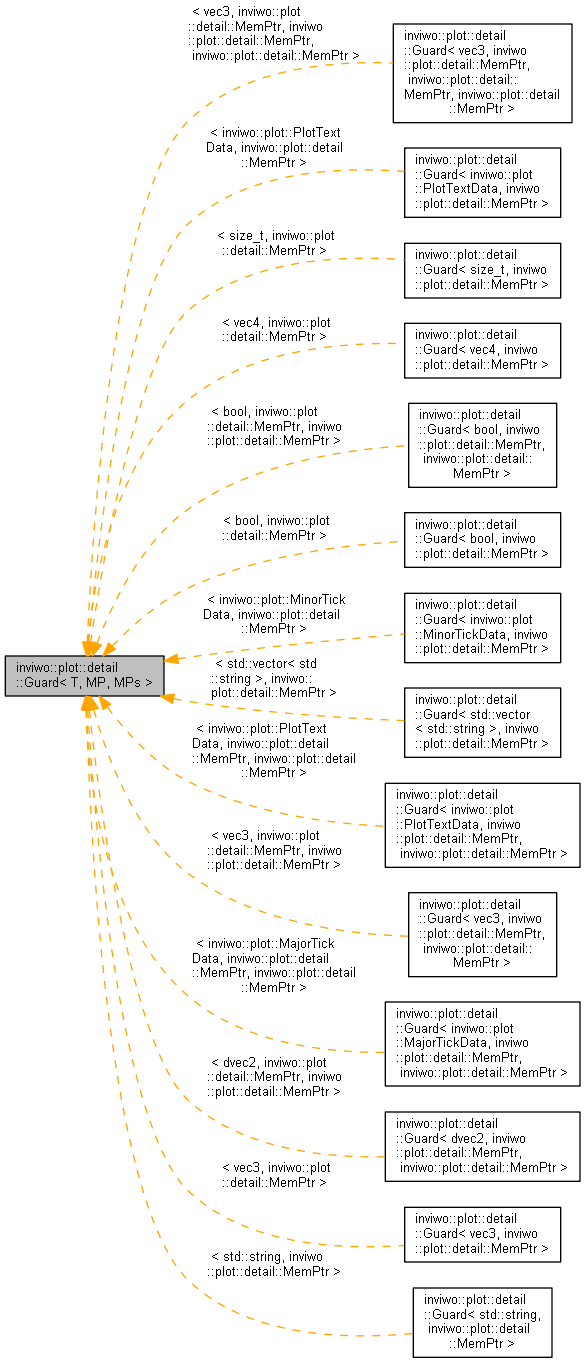 < vec3, inviwo::plot
::detail::MemPtr, inviwo
::plot::detail::MemPtr,
inviwo::plot::detail::MemPtr >
inviwo::plot::detail
::Guard< vec3, inviwo
::plot::detail::MemPtr,
inviwo::plot::detail::
MemPtr, inviwo::plot::detail
::MemPtr >
< inviwo::plot::PlotText
Data, inviwo::plot::detail
::MemPtr >
inviwo::plot::detail
::Guard< inviwo::plot
::PlotTextData, inviwo
::plot::detail::MemPtr >
< size_t, inviwo::plot
::detail::MemPtr >
inviwo::plot::detail
::Guard< size_t, inviwo
::plot::detail::MemPtr >
< vec4, inviwo::plot
::detail::MemPtr >
inviwo::plot::detail
::Guard< vec4, inviwo
::plot::detail::MemPtr >
< bool, inviwo::plot
::detail::MemPtr, inviwo
::plot::detail::MemPtr >
inviwo::plot::detail
::Guard< bool, inviwo
::plot::detail::MemPtr,
inviwo::plot::detail::
MemPtr >
< bool, inviwo::plot
::detail::MemPtr >
inviwo::plot::detail
::Guard< bool, inviwo
::plot::detail::MemPtr >
< inviwo::plot::MinorTick
Data, inviwo::plot::detail
::MemPtr >
inviwo::plot::detail
::Guard< inviwo::plot
::MinorTickData, inviwo
::plot::detail::MemPtr >
inviwo::plot::detail
::Guard< T, MP, MPs >
< std::vector< std
::string >, inviwo::
plot::detail::MemPtr >
inviwo::plot::detail
::Guard< std::vector
< std::string >, inviwo
::plot::detail::MemPtr >
< inviwo::plot::PlotText
Data, inviwo::plot::detail
::MemPtr, inviwo::plot::detail
::MemPtr >
inviwo::plot::detail
::Guard< inviwo::plot
::PlotTextData, inviwo
::plot::detail::MemPtr,
inviwo::plot::detail::MemPtr >
< vec3, inviwo::plot
::detail::MemPtr, inviwo
::plot::detail::MemPtr >
inviwo::plot::detail
::Guard< vec3, inviwo
::plot::detail::MemPtr,
inviwo::plot::detail::
MemPtr >
< inviwo::plot::MajorTick
Data, inviwo::plot::detail
::MemPtr, inviwo::plot::detail
::MemPtr >
inviwo::plot::detail
::Guard< inviwo::plot
::MajorTickData, inviwo
::plot::detail::MemPtr,
inviwo::plot::detail::MemPtr >
< dvec2, inviwo::plot
::detail::MemPtr, inviwo
::plot::detail::MemPtr >
inviwo::plot::detail
::Guard< dvec2, inviwo
::plot::detail::MemPtr,
inviwo::plot::detail::MemPtr >
< vec3, inviwo::plot
::detail::MemPtr >
inviwo::plot::detail
::Guard< vec3, inviwo
::plot::detail::MemPtr >
< std::string, inviwo
::plot::detail::MemPtr >
inviwo::plot::detail
::Guard< std::string,
inviwo::plot::detail
::MemPtr >